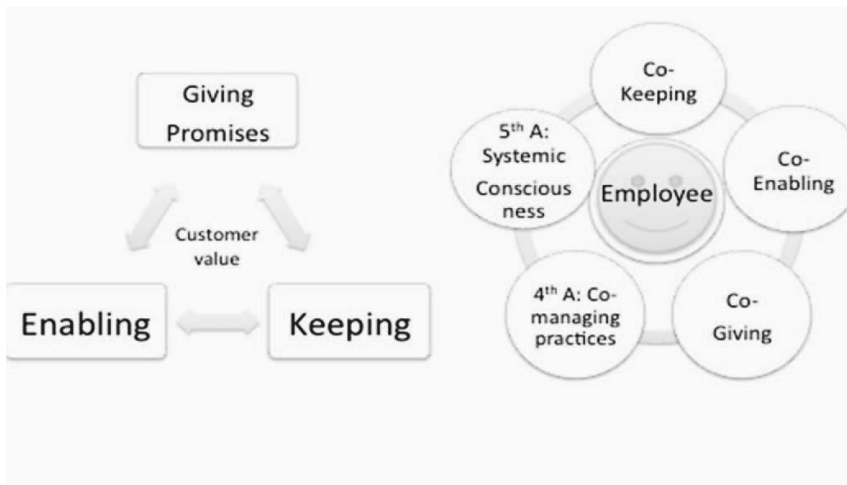 Giving
Promises
Customer
value
Enabling
Keeping
Co-
Keeping
5th A:
Systemic
Conscious
ness
Employee
Co-
Enabling
4th A: Co-
managing
practices
Co-
Giving